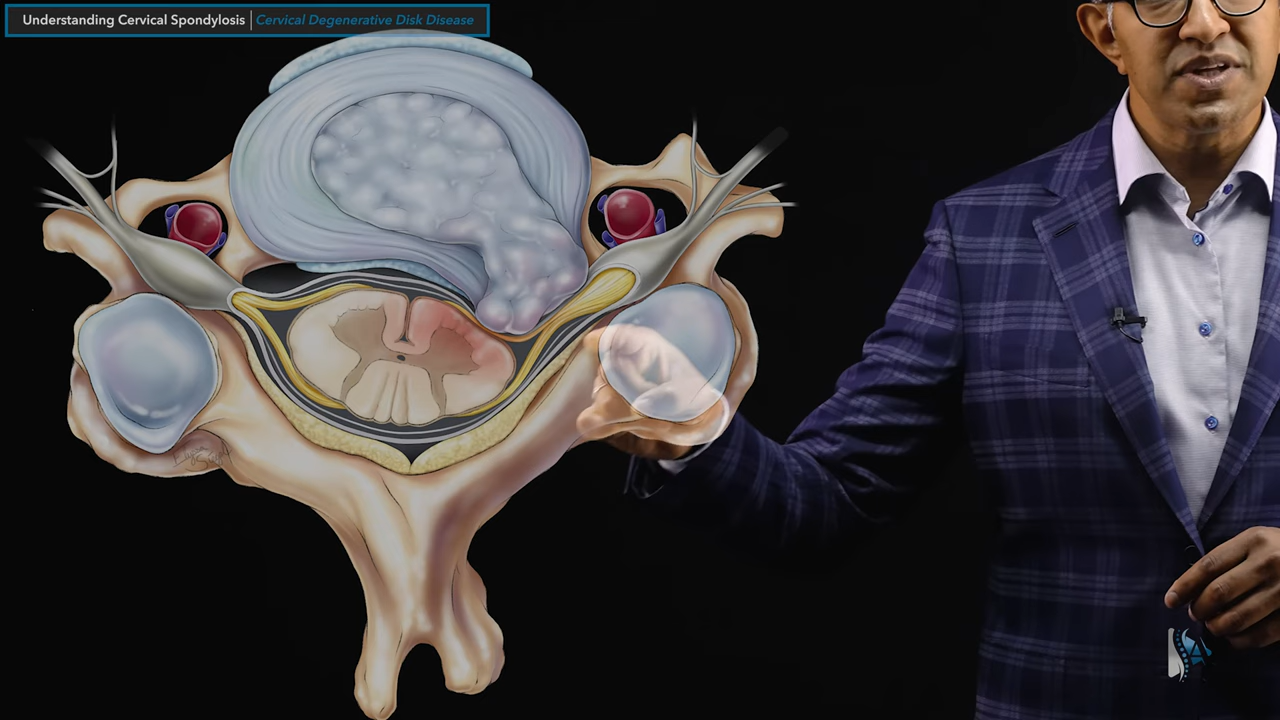 Understanding Cervical Spondylosis | Cervical Degenerative Disk Disease